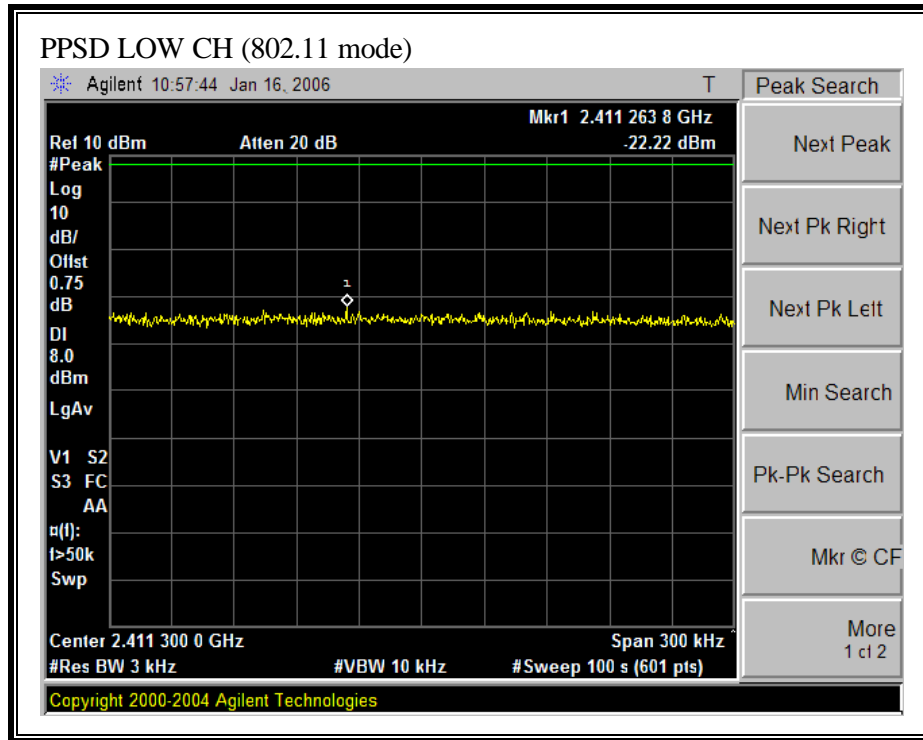 PPSD LOW CH (802.11 mode)
Agilent 10:57:44 Jan 16, 2006 T
Peak Search
Mkr1 2.411 263 8 GHz
Ref 10 dBm Atten 20 dB -22.22 dBm
#Peak
Log
10
dB/
Offst
0.75
dB
DI
8.0
dBm
LgAv
V1 S2
S3 FC
AA
¤(f):
f>50k
Swp
1
Center 2.411 300 0 GHz Span 300 kHz
#Res BW 3 kHz #VBW 10 kHz #Sweep 100 s (601 pts)
Copyright 2000-2004 Agilent Technologies
Next Peak
Next Pk Right
Next Pk Left
Min Search
Pk-Pk Search
Mkr © CF
More
1 of 2